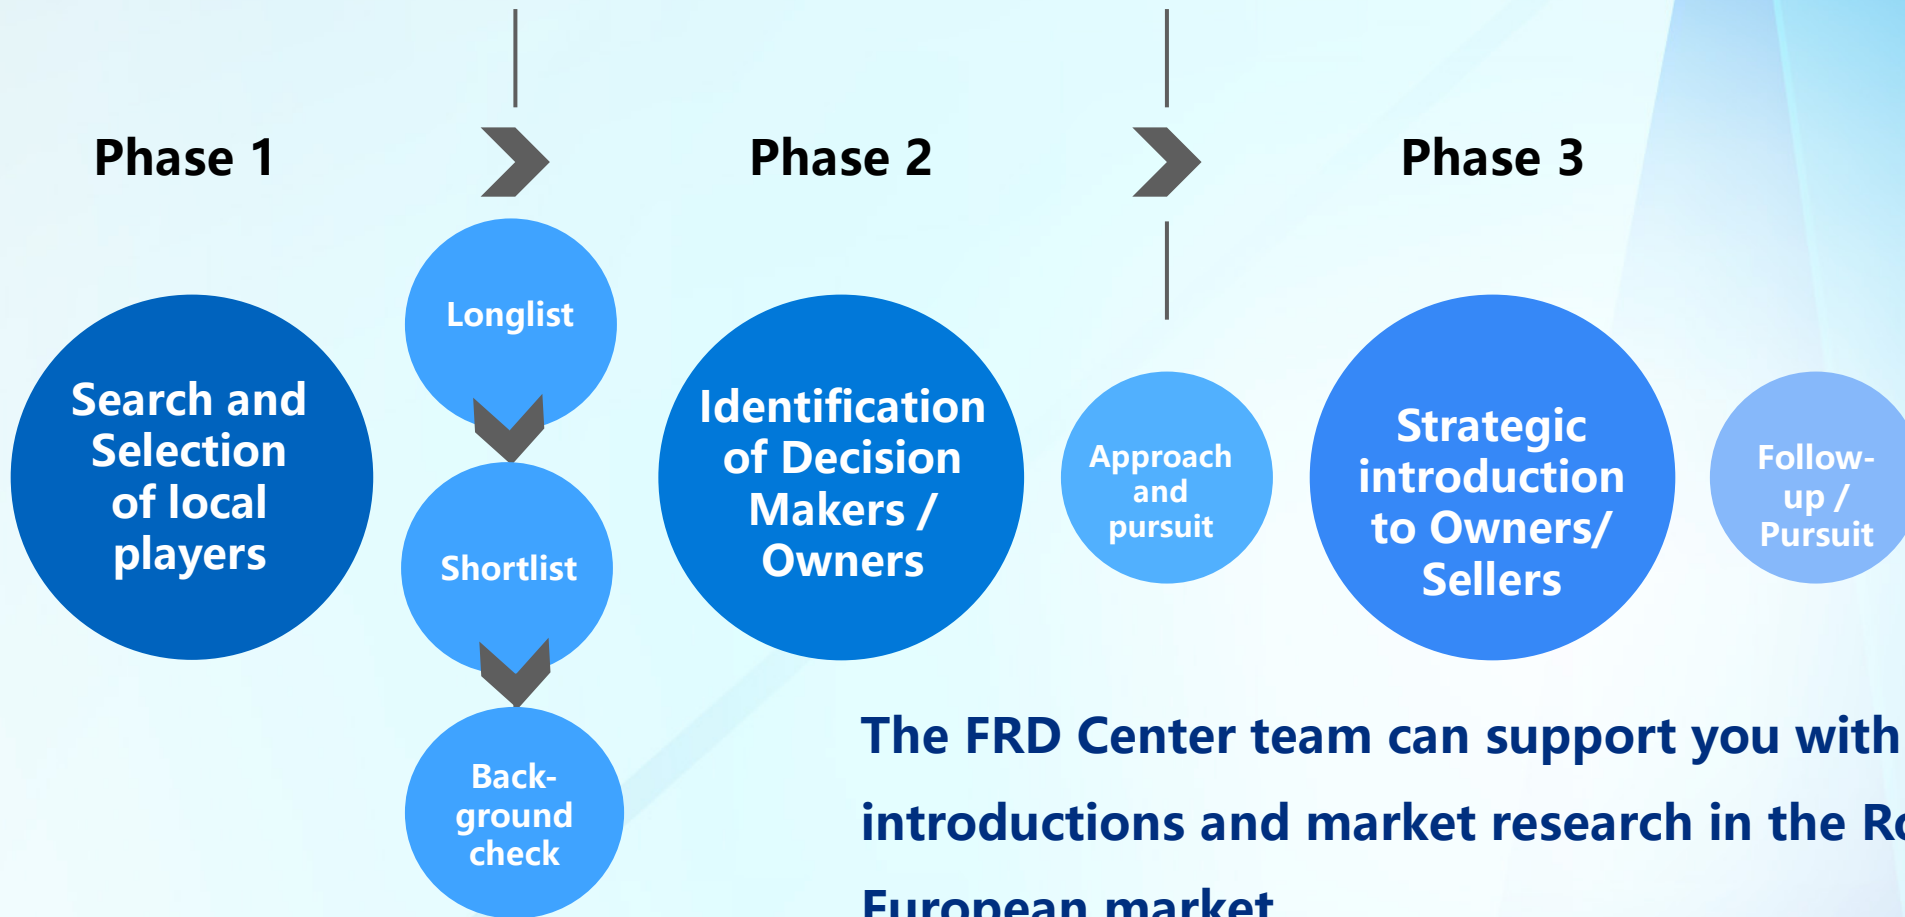 Phase 1
Phase 2
Phase 3
Search and
Selection
of local
players
Longlist
Shortlist
Back-
ground
check
Identification
of Decision
Makers /
Owners
Approach
and
pursuit
Strategic
introduction
to Owners/
Sellers
Follow-
up /
Pursuit
The FRD Center team can support you with
introductions and market research in the
European market